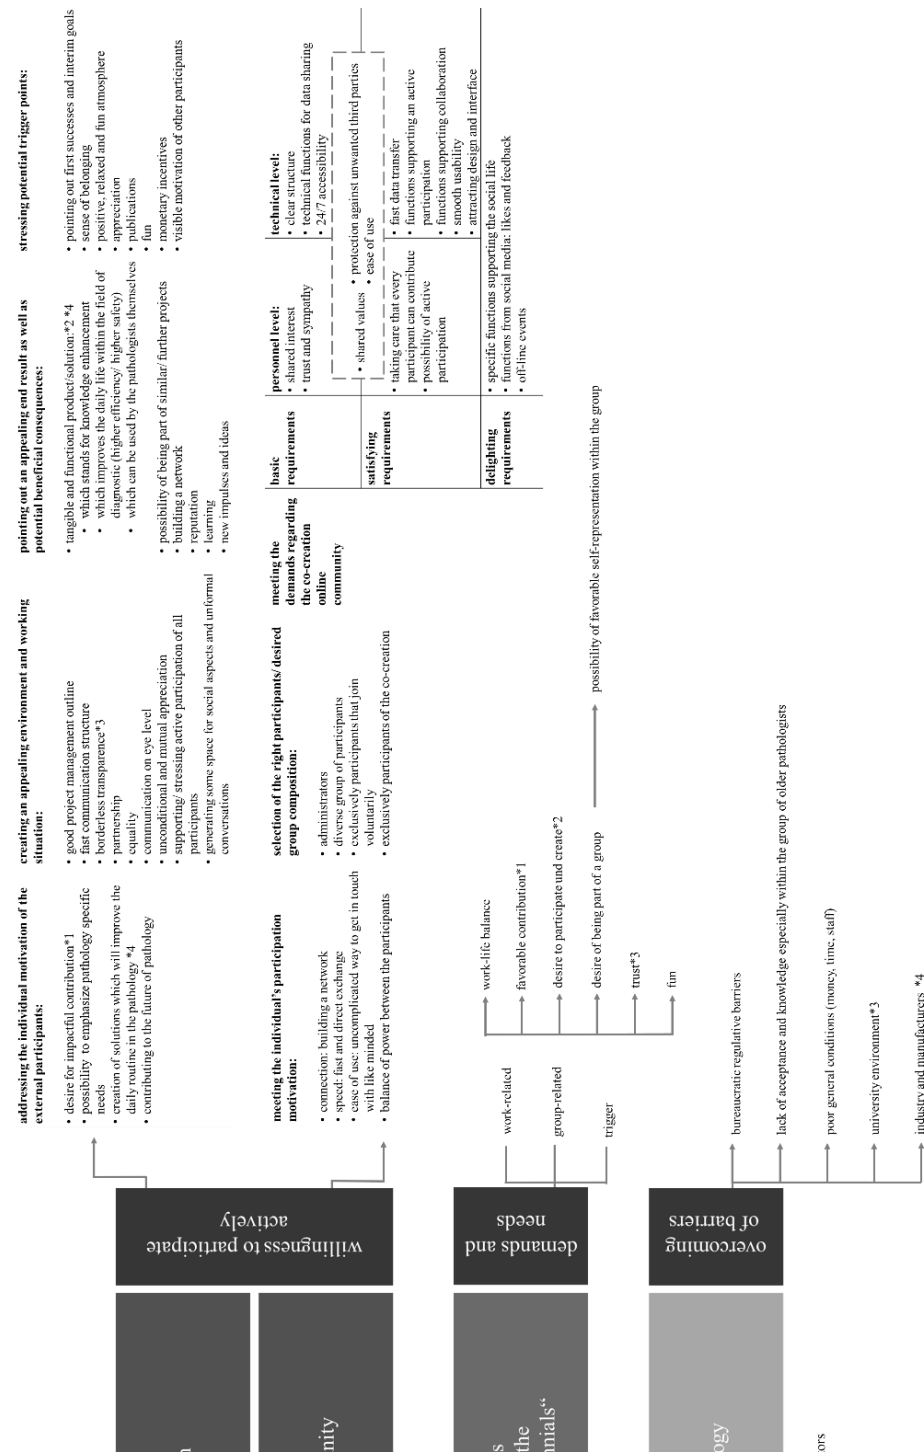 addressing the individual motivation of the
external participants:
• desire for impactful contribution*1
• possibility to emphasize pathology specific
needs
• creation of solutions which will improve the
daily routine in the pathology *4
• contributing to the future of pathology
creating an appealing environment and working
situation:
• good project management outline
• fast communication structure
• borderless transparence*3
• partnership
• equality
• communication on eye level
• unconditional and mutual appreciation
• supporting/ stressing active participation of all
participants
• generating some space for social aspects and unformal
conversations
pointing out an appealing end result as well as
potential beneficial consequences:
• tangible and functional product/solution:*2 *4
• which stands for knowledge enhancement
• which improves the daily life within the field of
diagnostic (higher efficiency/ higher safety)
• which can be used by the pathologists themselves
• possibility of being part of similar/ further projects
• building a network
• reputation
• learning
• new impulses and ideas
stressing potential trigger points:
• pointing out first successes and interim goals
• sense of belonging
• positive, relaxed and fun atmosphere
• appreciation
• publications
• fun
• monetary incentives
• visible motivation of other participants
willingness to participate
actively
meeting the individual's participation
motivation:
• connection: building a network
• speed: fast and direct exchange
• ease of use: uncomplicated way to get in touch
with like minded
• balance of power between the participants
selection of the right participants/ desired
group composition:
• administrators
• diverse group of participants
• exclusively participants that join
voluntarily
• exclusively participants of the co-creation
meeting the
demands regarding
the co-creation
online
community
basic
requirements
personnel level:
• shared interest
• trust and sympathy
technical level:
• clear structure
• technical functions for data sharing
• 24/7 accessibility
• shared values
• protection against unwanted third parties
• ease of use
satisfying
requirements
• taking care that every
participant can contribute
• possibility of active
participation
• fast data transfer
• functions supporting an active
participation
• functions supporting collaboration
• smooth usability
• attracting design and interface
delighting
requirements
• specific functions supporting the social life
• functions from social media: likes and feedback
• off-line events
nity
s
the
nnials“
demands and
needs
work-related
group-related
trigger
work-life balance
favorable contribution*1
desire to participate und create*2
desire of being part of a group
possibility of favorable self-representation within the group
trust*3
fun
ogy
overcoming
of barriers
bureaucratic regulative barriers
lack of acceptance and knowledge especially within the group of older pathologists
poor general conditions (money, time, staff)
university environment*3
industry and manufacturers *4
ors